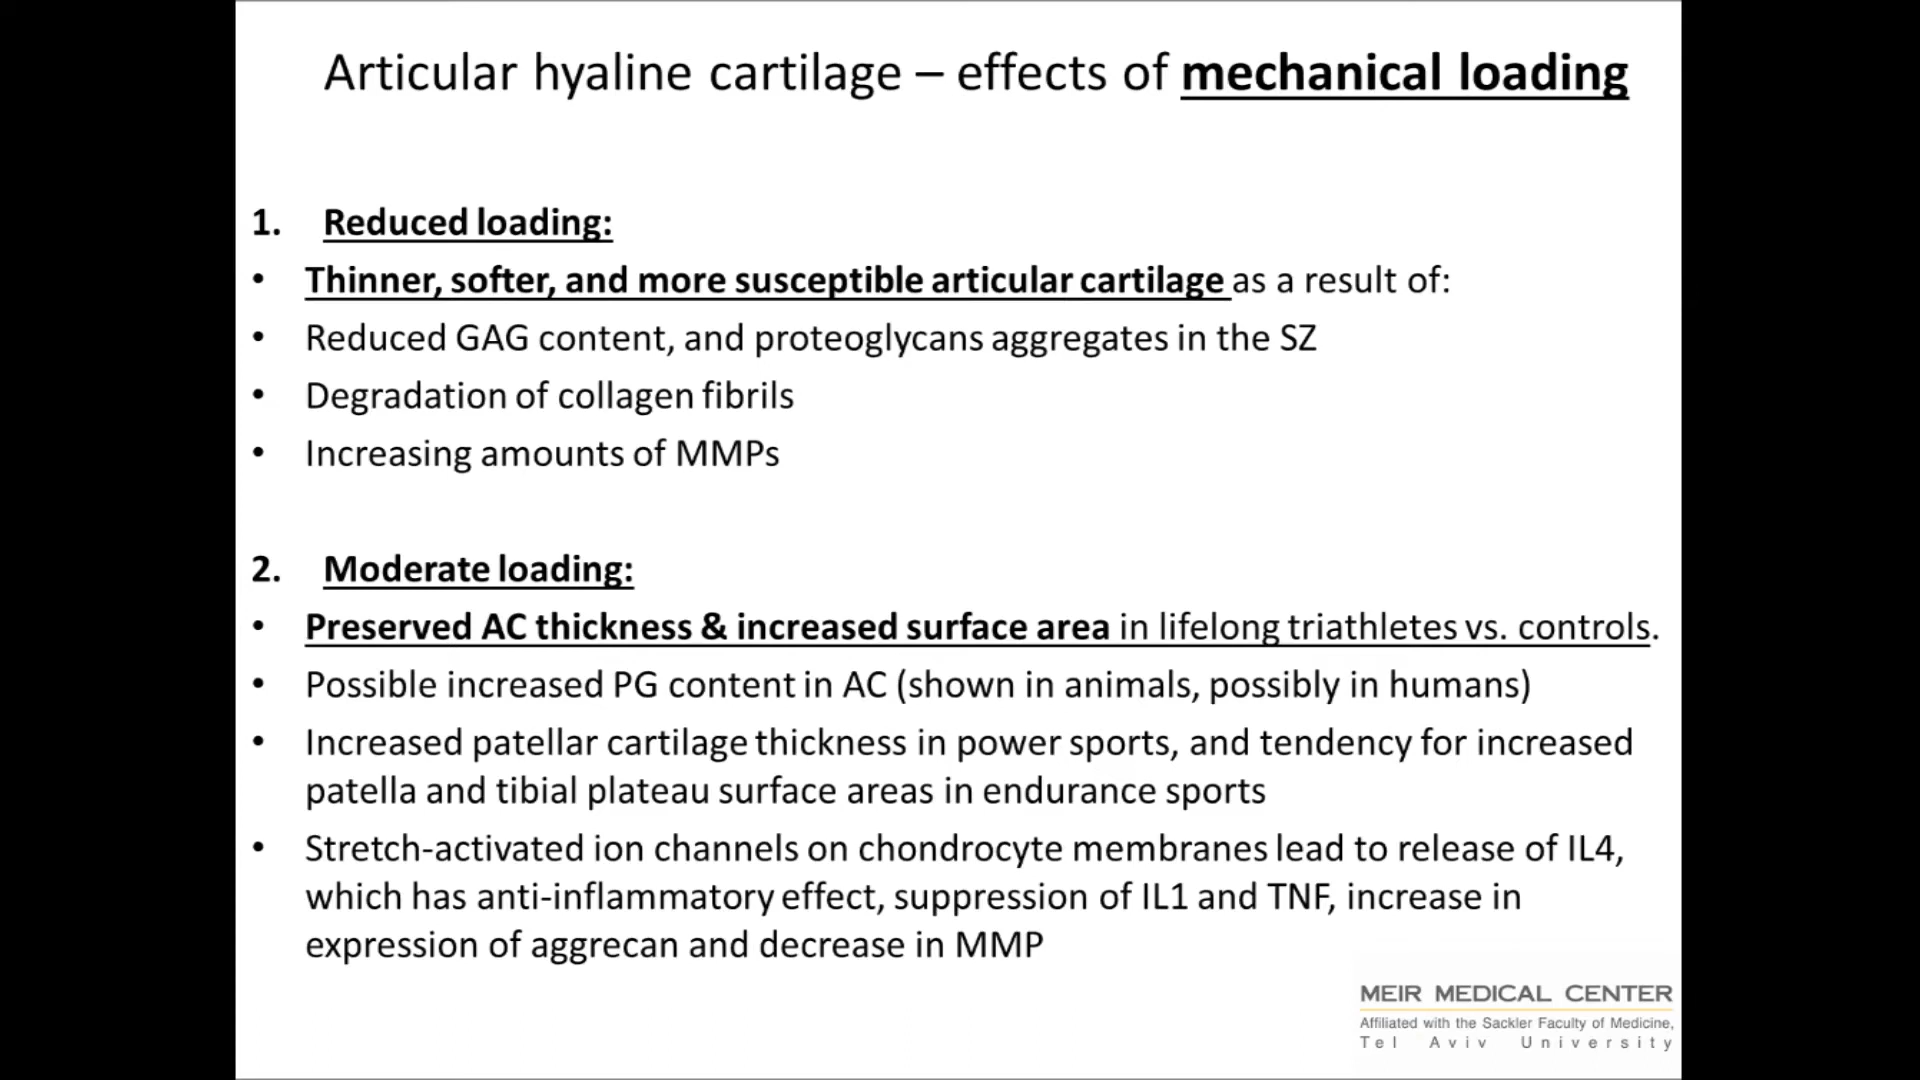 Articular hyaline cartilage – effects of mechanical loading
1. Reduced loading:
• Thinner, softer, and more susceptible articular cartilage as a result of:
• Reduced GAG content, and proteoglycans aggregates in the SZ
• Degradation of collagen fibrils
• Increasing amounts of MMPs
2. Moderate loading:
• Preserved AC thickness & increased surface area in lifelong triathletes vs. controls.
• Possible increased PG content in AC (shown in animals, possibly in humans)
• Increased patellar cartilage thickness in power sports, and tendency for increased
patella and tibial plateau surface areas in endurance sports
• Stretch-activated ion channels on chondrocyte membranes lead to release of IL4,
which has anti-inflammatory effect, suppression of IL1 and TNF, increase in
expression of aggrecan and decrease in MMP
MEIR MEDICAL CENTER
Affiliated with the Sackler Faculty of Medicine,
Tel Aviv University